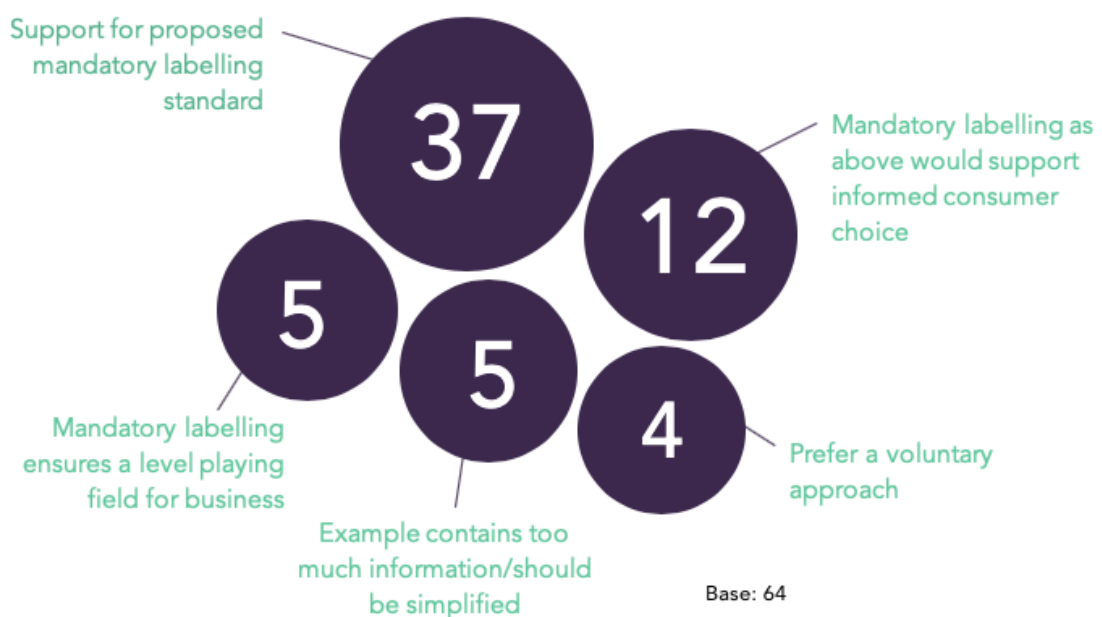 Support for proposed
mandatory labelling
standard
37
Mandatory labelling as
above would support
informed consumer
choice
12
5
Mandatory labelling
ensures a level playing
field for business
5
Example contains too
much information/should
be simplified
4
Prefer a voluntary
approach
Base: 64